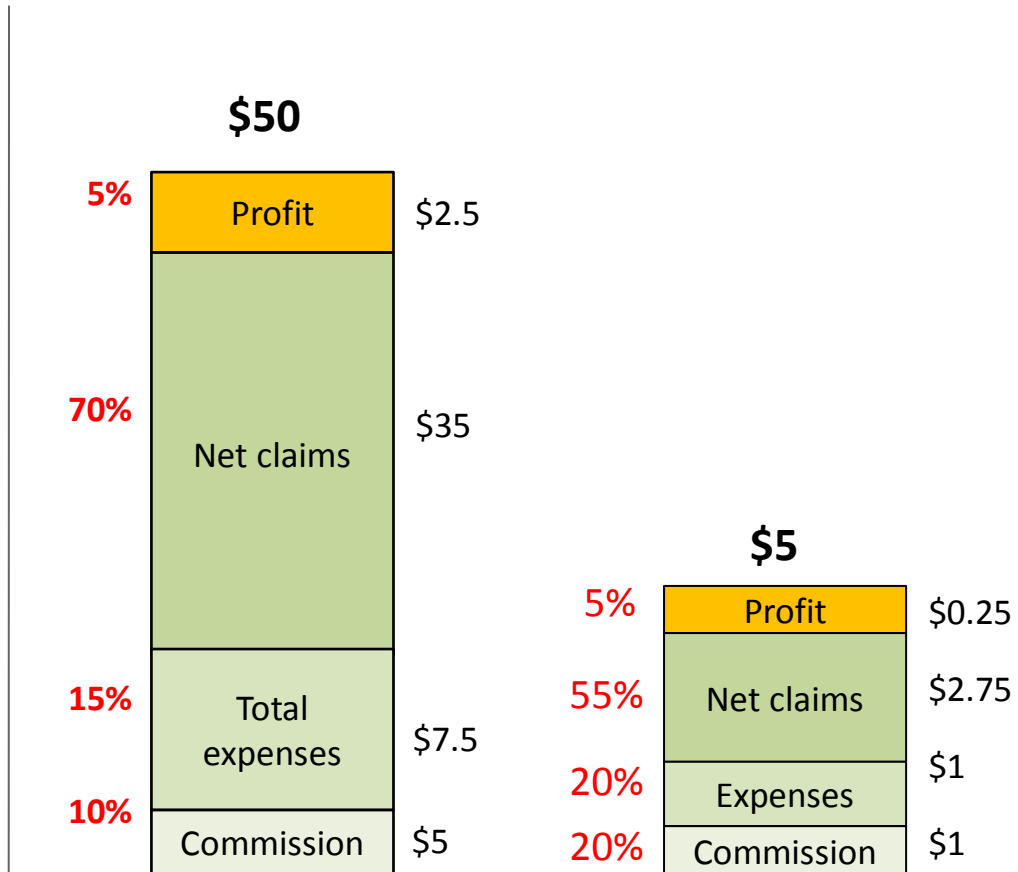 $50
5%
Profit
$2.5
70%
Net claims
$35
15%
Total
expenses
$7.5
10%
Commission
$5
$5
5%
Profit
$0.25
55%
Net claims
$2.75
20%
Expenses
$1
20%
Commission
$1